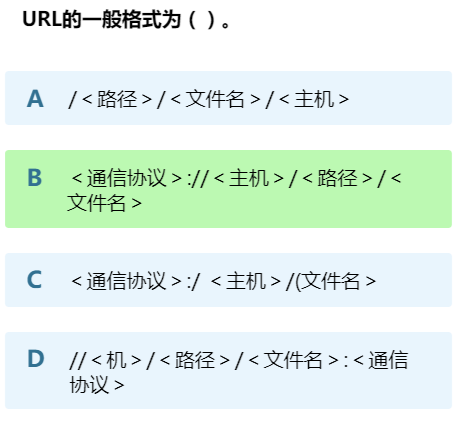 URL的一般格式为（ ）。
A /＜路径＞/＜文件名＞/＜主机＞
B ＜通信协议＞://＜主机＞/＜路径＞/＜
文件名＞
C ＜通信协议＞:/ ＜主机＞/(文件名＞
D //＜机＞/＜路径＞/＜文件名＞:＜通信
协议＞